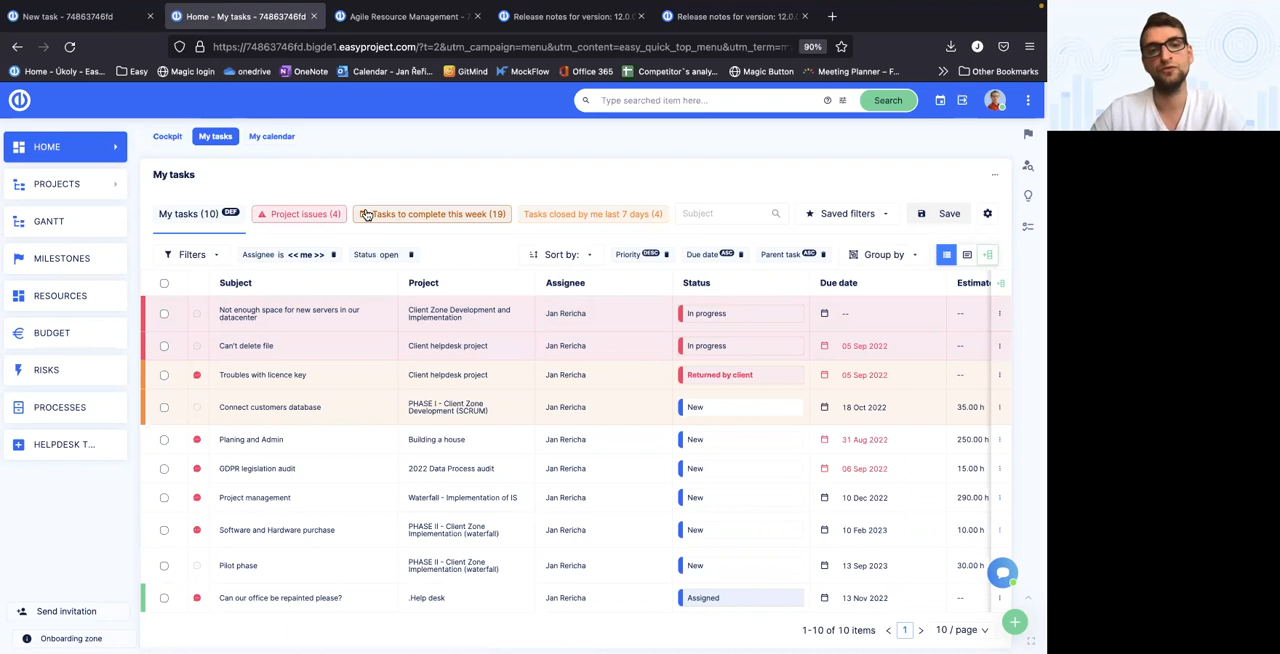 New task - 74863746fd
Home - My tasks - 74863746fd
Agile Resource Management - 7
Release notes for version: 12.0.
Release notes for version: 12.0.
https://74863746fd.bigde1.easyproject.com/?t=2&utm_campaign=menu&utm_content=easy_quick_top_menu&utm_term=m
90%
Home - Úkoly - Eas...
Easy
Magic login
onedrive
OneNote
Calendar - Jan Řeři...
GitMind
MockFlow
Office 365
Competitor`s analy...
Magic Button
Meeting Planner – F...
Other Bookmarks
Type searched item here...
Search
HOME
PROJECTS
GANTT
MILESTONES
RESOURCES
BUDGET
RISKS
PROCESSES
HELPDESK T...
Send invitation
Onboarding zone
Cockpit
My tasks
My calendar
My tasks
My tasks (10) DEF
Project issues (4)
Tasks to complete this week (19)
Tasks closed by me last 7 days (4)
Subject
Saved filters
Save
Filters
Assignee is << me >>
Status open
Sort by:
Priority DESC
Due date ASC
Parent task ASC
Group by
Subject Project Assignee Status Due date Estimat
Not enough space for new servers in our datacenter Client Zone Development and Implementation Jan Rericha In progress --  --
Can't delete file Client helpdesk project Jan Rericha In progress 05 Sep 2022 --
Troubles with licence key Client helpdesk project Jan Rericha Returned by client 05 Sep 2022 --
Connect customers database PHASE I - Client Zone Development (SCRUM) Jan Rericha New 18 Oct 2022 35.00 h
Planing and Admin Building a house Jan Rericha New 31 Aug 2022 250.00 h
GDPR legislation audit 2022 Data Process audit Jan Rericha New 06 Sep 2022 15.00 h
Project management Waterfall - Implementation of IS Jan Rericha New 10 Dec 2022 290.00 h
Software and Hardware purchase PHASE II - Client Zone Implementation (waterfall) Jan Rericha New 10 Feb 2023 10.00 h
Pilot phase PHASE II - Client Zone Implementation (waterfall) Jan Rericha New 13 Sep 2023 30.00 h
Can our office be repainted please? .Help desk Jan Rericha Assigned 13 Nov 2022 --
1-10 of 10 items < 1 > 10 / page